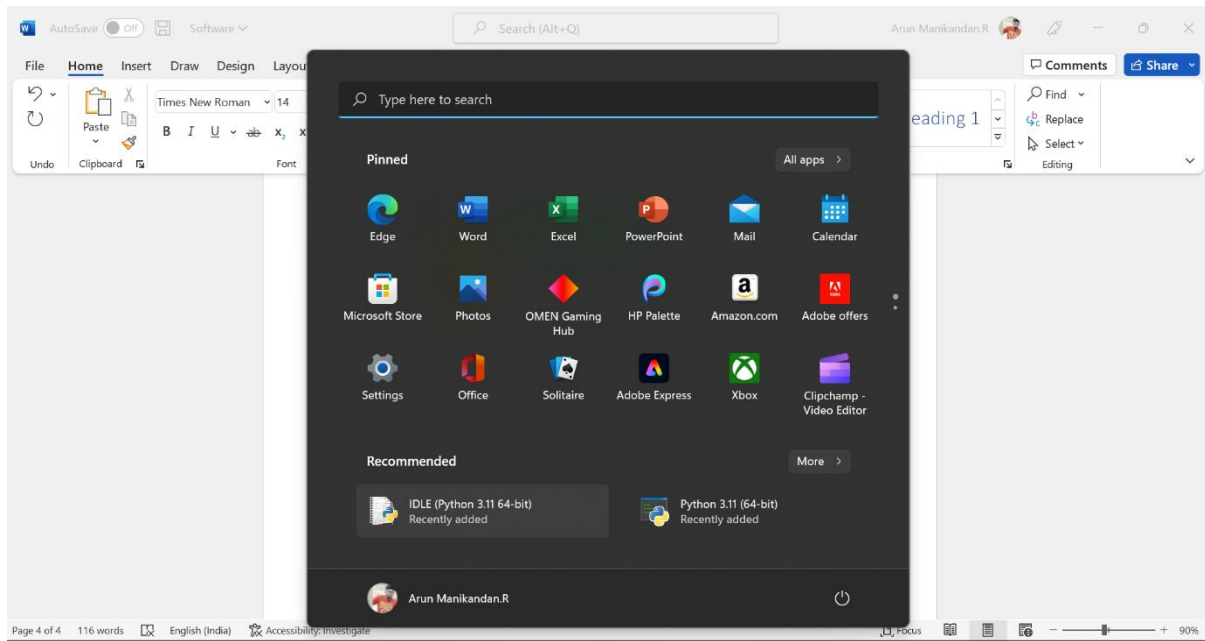 AutoSave Off Software Search (Alt+Q) Arun Manikandan.R
File Home Insert Draw Design Layou Comments Share
Times New Roman 14
Paste
B I U ab x₂ x
Undo Clipboard Font
eading 1
Find
Replace
Select
Editing
Type here to search
Pinned All apps
Edge Word Excel PowerPoint Mail Calendar
Microsoft Store Photos OMEN Gaming HP Palette Amazon.com Adobe offers
Hub
Settings Office Solitaire Adobe Express Xbox Clipchamp -
Video Editor
Recommended More
IDLE (Python 3.11 64-bit) Python 3.11 (64-bit)
Recently added Recently added
Arun Manikandan.R
Page 4 of 4 116 words English (India) Accessibility: Investigate Focus 90%